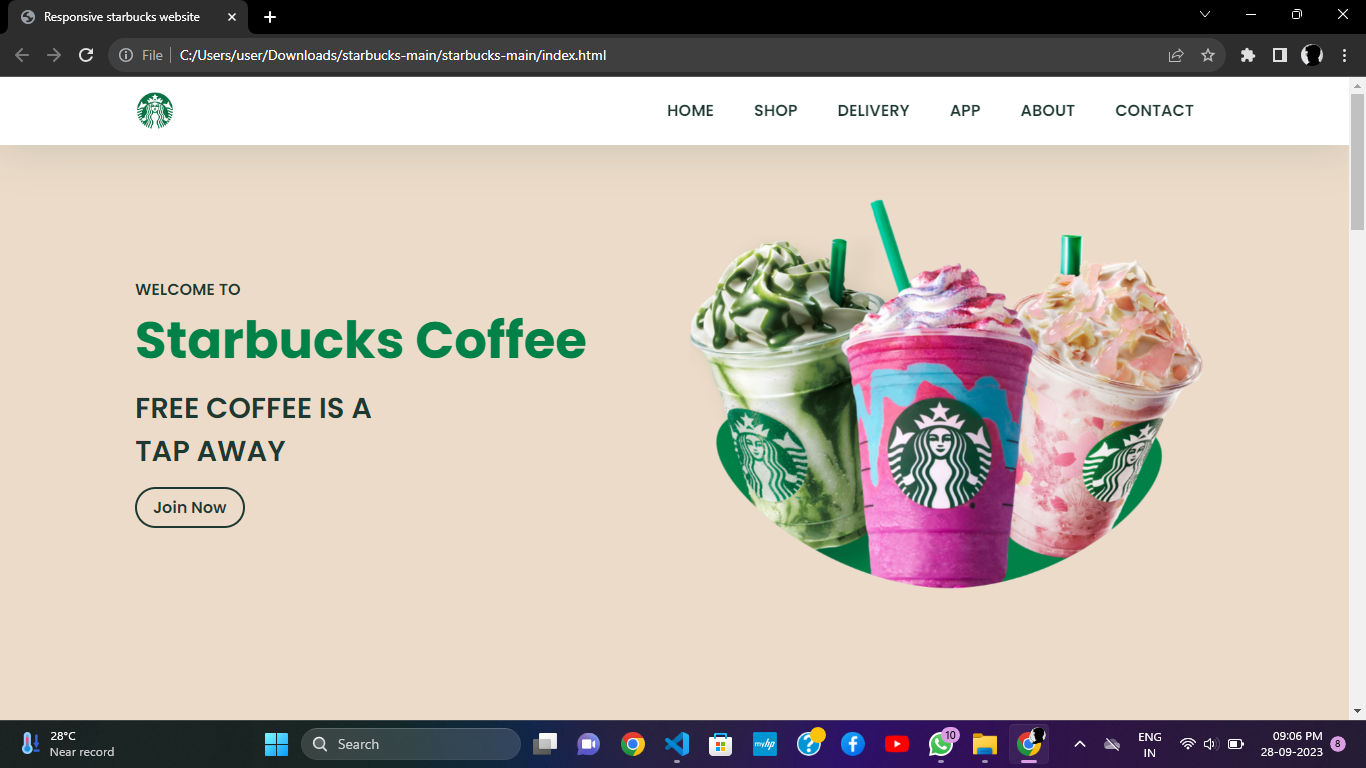 Responsive starbucks website
File
C:/Users/user/Downloads/starbucks-main/starbucks-main/index.html
HOME SHOP DELIVERY APP ABOUT CONTACT
WELCOME TO
Starbucks Coffee
FREE COFFEE IS A
TAP AWAY
Join Now
28°C
Near record
Search
myhp
10
ENG
IN
09:06 PM
28-09-2023
8